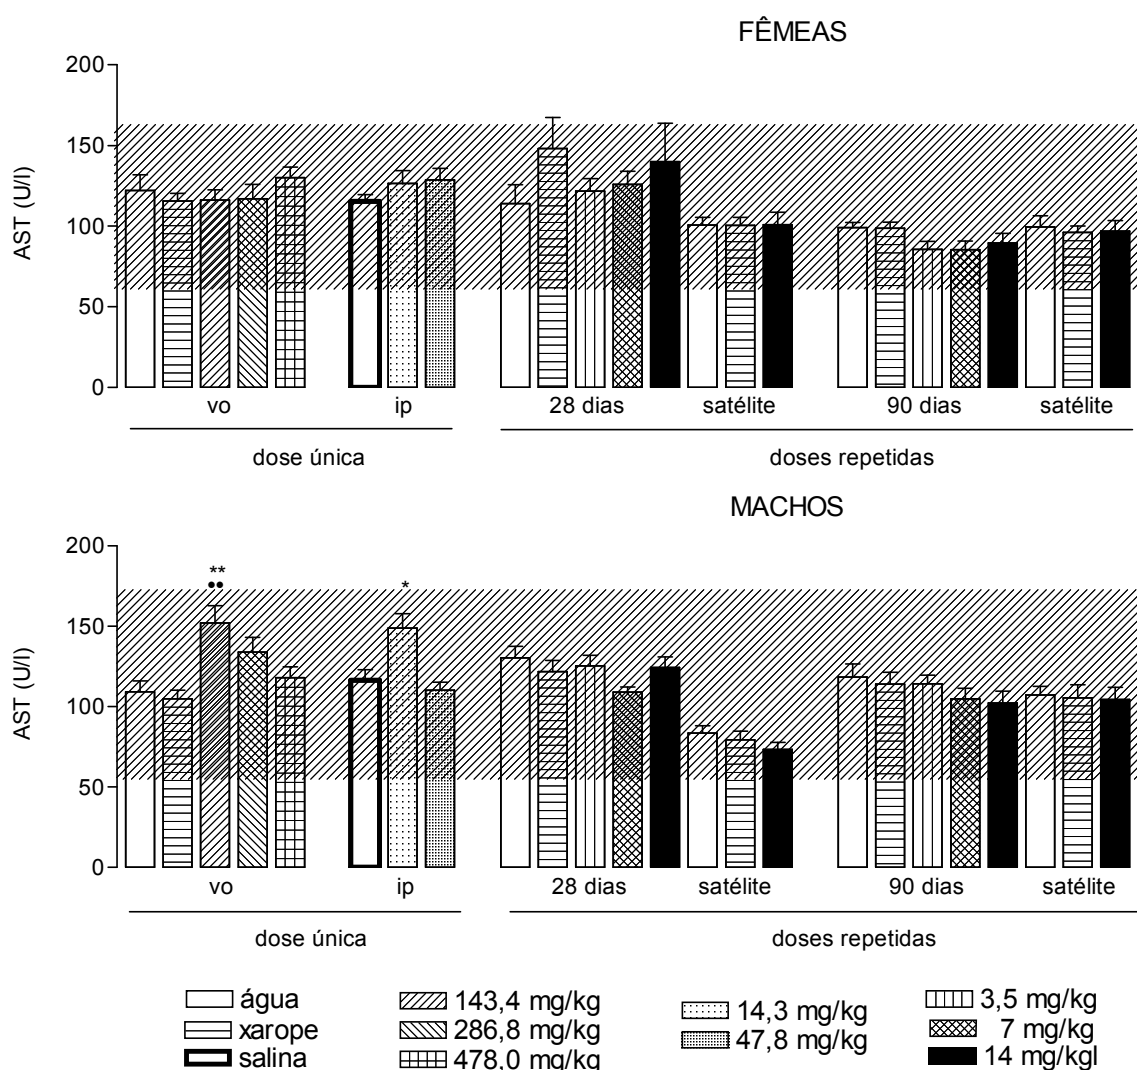 FÊMEAS
200
150
100
50
0
AST (U/l)
vo ip 28 dias satélite 90 dias satélite
dose única doses repetidas
MACHOS
200
150
100
50
0
AST (U/l)
**
•• *
vo ip 28 dias satélite 90 dias satélite
dose única doses repetidas
água 143,4 mg/kg 14,3 mg/kg 3,5 mg/kg
xarope 286,8 mg/kg 47,8 mg/kg 7 mg/kg
salina 478,0 mg/kg 14 mg/kgl